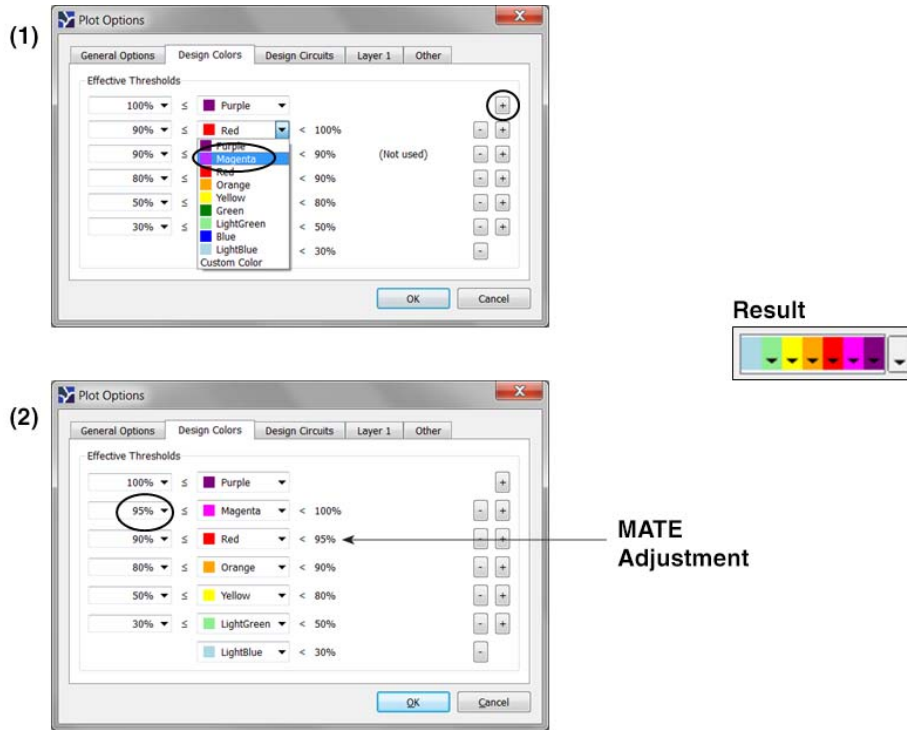 (1)
Plot Options
General Options Design Colors Design Circuits Layer 1 Other
Effective Thresholds
100% ≤ Purple +
90% ≤ Red < 100% - +
Purple
90% ≤ Magenta < 90% (Not used) - +
Red
80% ≤ Orange < 90% - +
Yellow
50% ≤ Green < 80% - +
LightGreen
30% ≤ Blue < 50% - +
LightBlue < 30% -
Custom Color
OK Cancel
Result
(2)
Plot Options
General Options Design Colors Design Circuits Layer 1 Other
Effective Thresholds
100% ≤ Purple +
95% ≤ Magenta < 100% - +
90% ≤ Red < 95% - +
MATE
Adjustment
80% ≤ Orange < 90% - +
50% ≤ Yellow < 80% - +
30% ≤ LightGreen < 50% - +
LightBlue < 30% -
OK Cancel